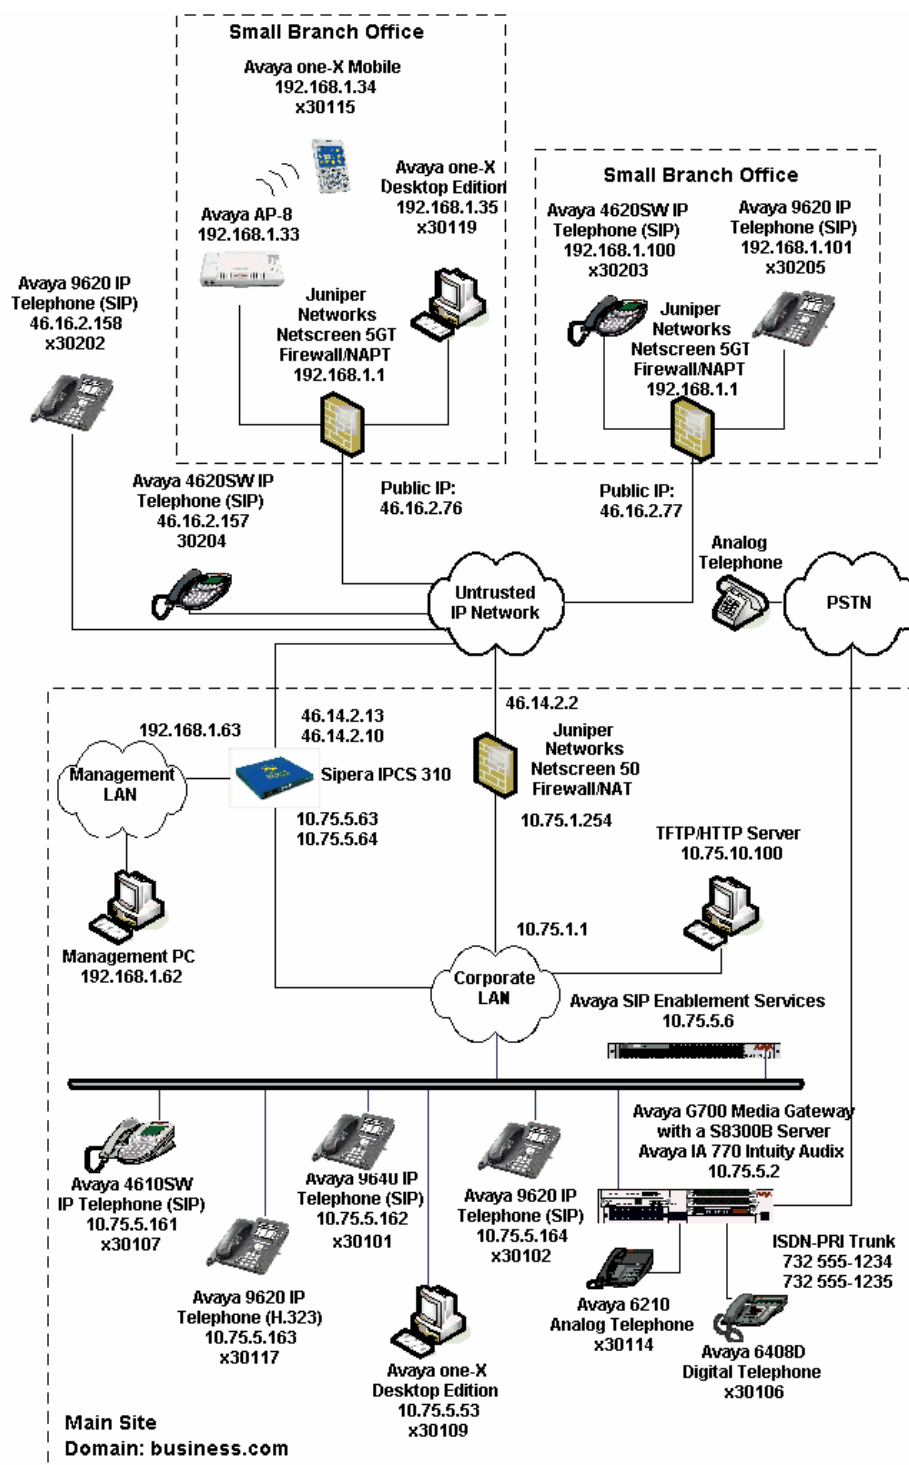 Small Branch Office
Avaya one-X Mobile
192.168.1.34
x30115
Avaya one-X
Desktop Edition
192.168.1.35
x30119
Avaya AP-8
192.168.1.33
Juniper
Networks
Netscreen 5GT
Firewall/NAPT
192.168.1.1
Small Branch Office
Avaya 4620SW IP
Telephone (SIP)
192.168.1.100
x30203
Avaya 9620 IP
Telephone (SIP)
192.168.1.101
x30205
Juniper
Networks
Netscreen 5GT
Firewall/NAPT
192.168.1.1
Avaya 9620 IP
Telephone (SIP)
46.16.2.158
x30202
Avaya 4620SW IP
Telephone (SIP)
46.16.2.157
30204
Public IP:
46.16.2.76
Public IP:
46.16.2.77
Analog
Telephone
Untrusted
IP Network
PSTN
192.168.1.63
46.14.2.13
46.14.2.10
46.14.2.2
Management
LAN
Sipera IPCS 310
Juniper
Networks
Netscreen 50
Firewall/NAT
10.75.5.63
10.75.5.64
10.75.1.254
TFTP/HTTP Server
10.75.10.100
Management PC
192.168.1.62
10.75.1.1
Corporate
LAN
Avaya SIP Enablement Services
10.75.5.6
Avaya G700 Media Gateway
with a S8300B Server
Avaya IA 770 Intuity Audix
10.75.5.2
Avaya 4610SW
IP Telephone (SIP)
10.75.5.161
x30107
Avaya 9640 IP
Telephone (SIP)
10.75.5.162
x30101
Avaya 9620 IP
Telephone (SIP)
10.75.5.164
x30102
ISDN-PRI Trunk
732 555-1234
732 555-1235
Avaya 9620 IP
Telephone (H.323)
10.75.5.163
x30117
Avaya one-X
Desktop Edition
10.75.5.53
x30109
Avaya 6210
Analog Telephone
x30114
Avaya 6408D
Digital Telephone
x30106
Main Site
Domain: business.com